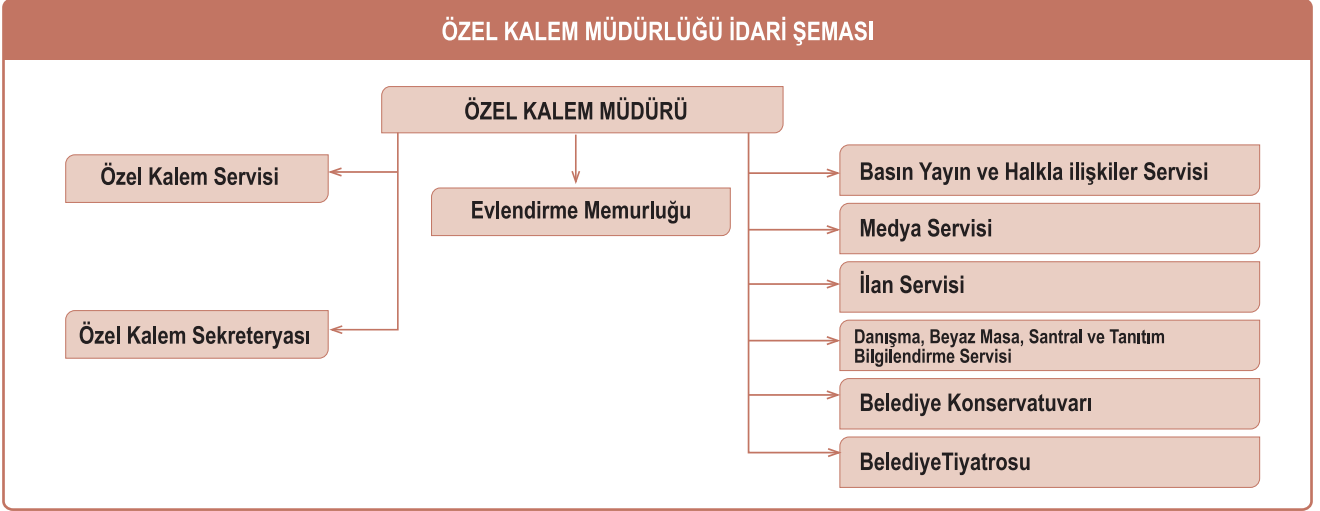 ÖZEL KALEM MÜDÜRLÜĞÜ İDARİ ŞEMASI
ÖZEL KALEM MÜDÜRÜ
Özel Kalem Servisi
Özel Kalem Sekreteryası
Evlendirme Memurluğu
Basın Yayın ve Halkla ilişkiler Servisi
Medya Servisi
İlan Servisi
Danışma, Beyaz Masa, Santral ve Tanıtım
Bilgilendirme Servisi
Belediye Konservatuvarı
BelediyeTiyatrosu